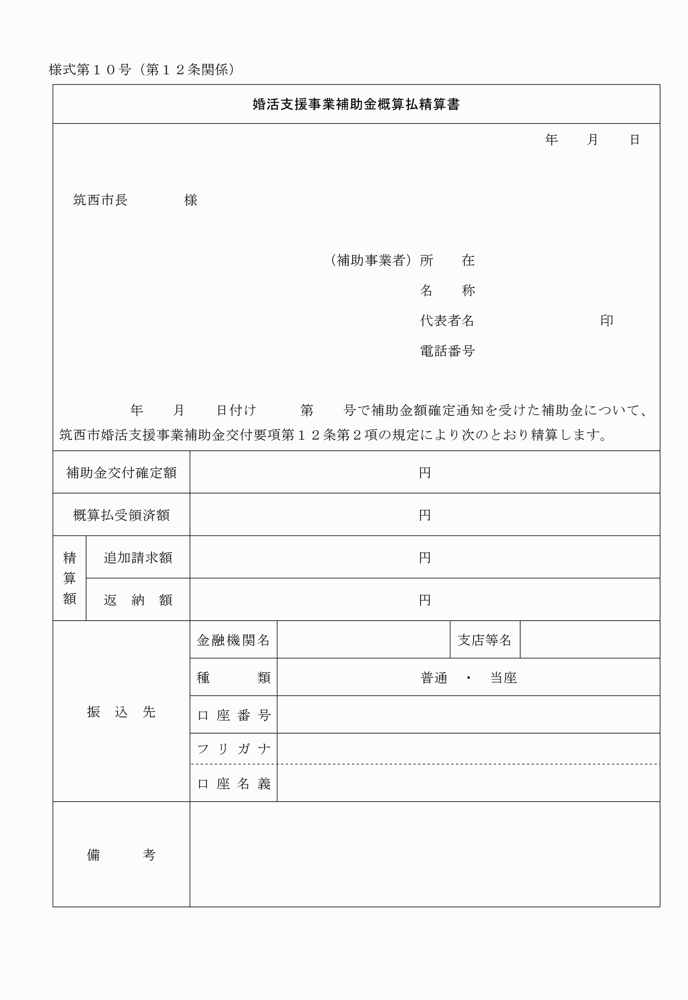 様式第１０号（第１２条関係）
婚活支援事業補助金概算払精算書
年　　月　　日
筑西市長　　　　様
（補助事業者）所　　在
名　　称
代表者名　　　　　　　　　印
電話番号
年　　月　　日付け　　　第　　号で補助金額確定通知を受けた補助金について、
筑西市婚活支援事業補助金交付要項第１２条第２項の規定により次のとおり精算します。
補助金交付確定額　円
概算払受領済額　円
精算額
追加請求額　円
返　納　額　円
振　込　先
金融機関名　支店等名
種　　類　普通　・　当座
口座番号
フリガナ
口座名義
備　　　考